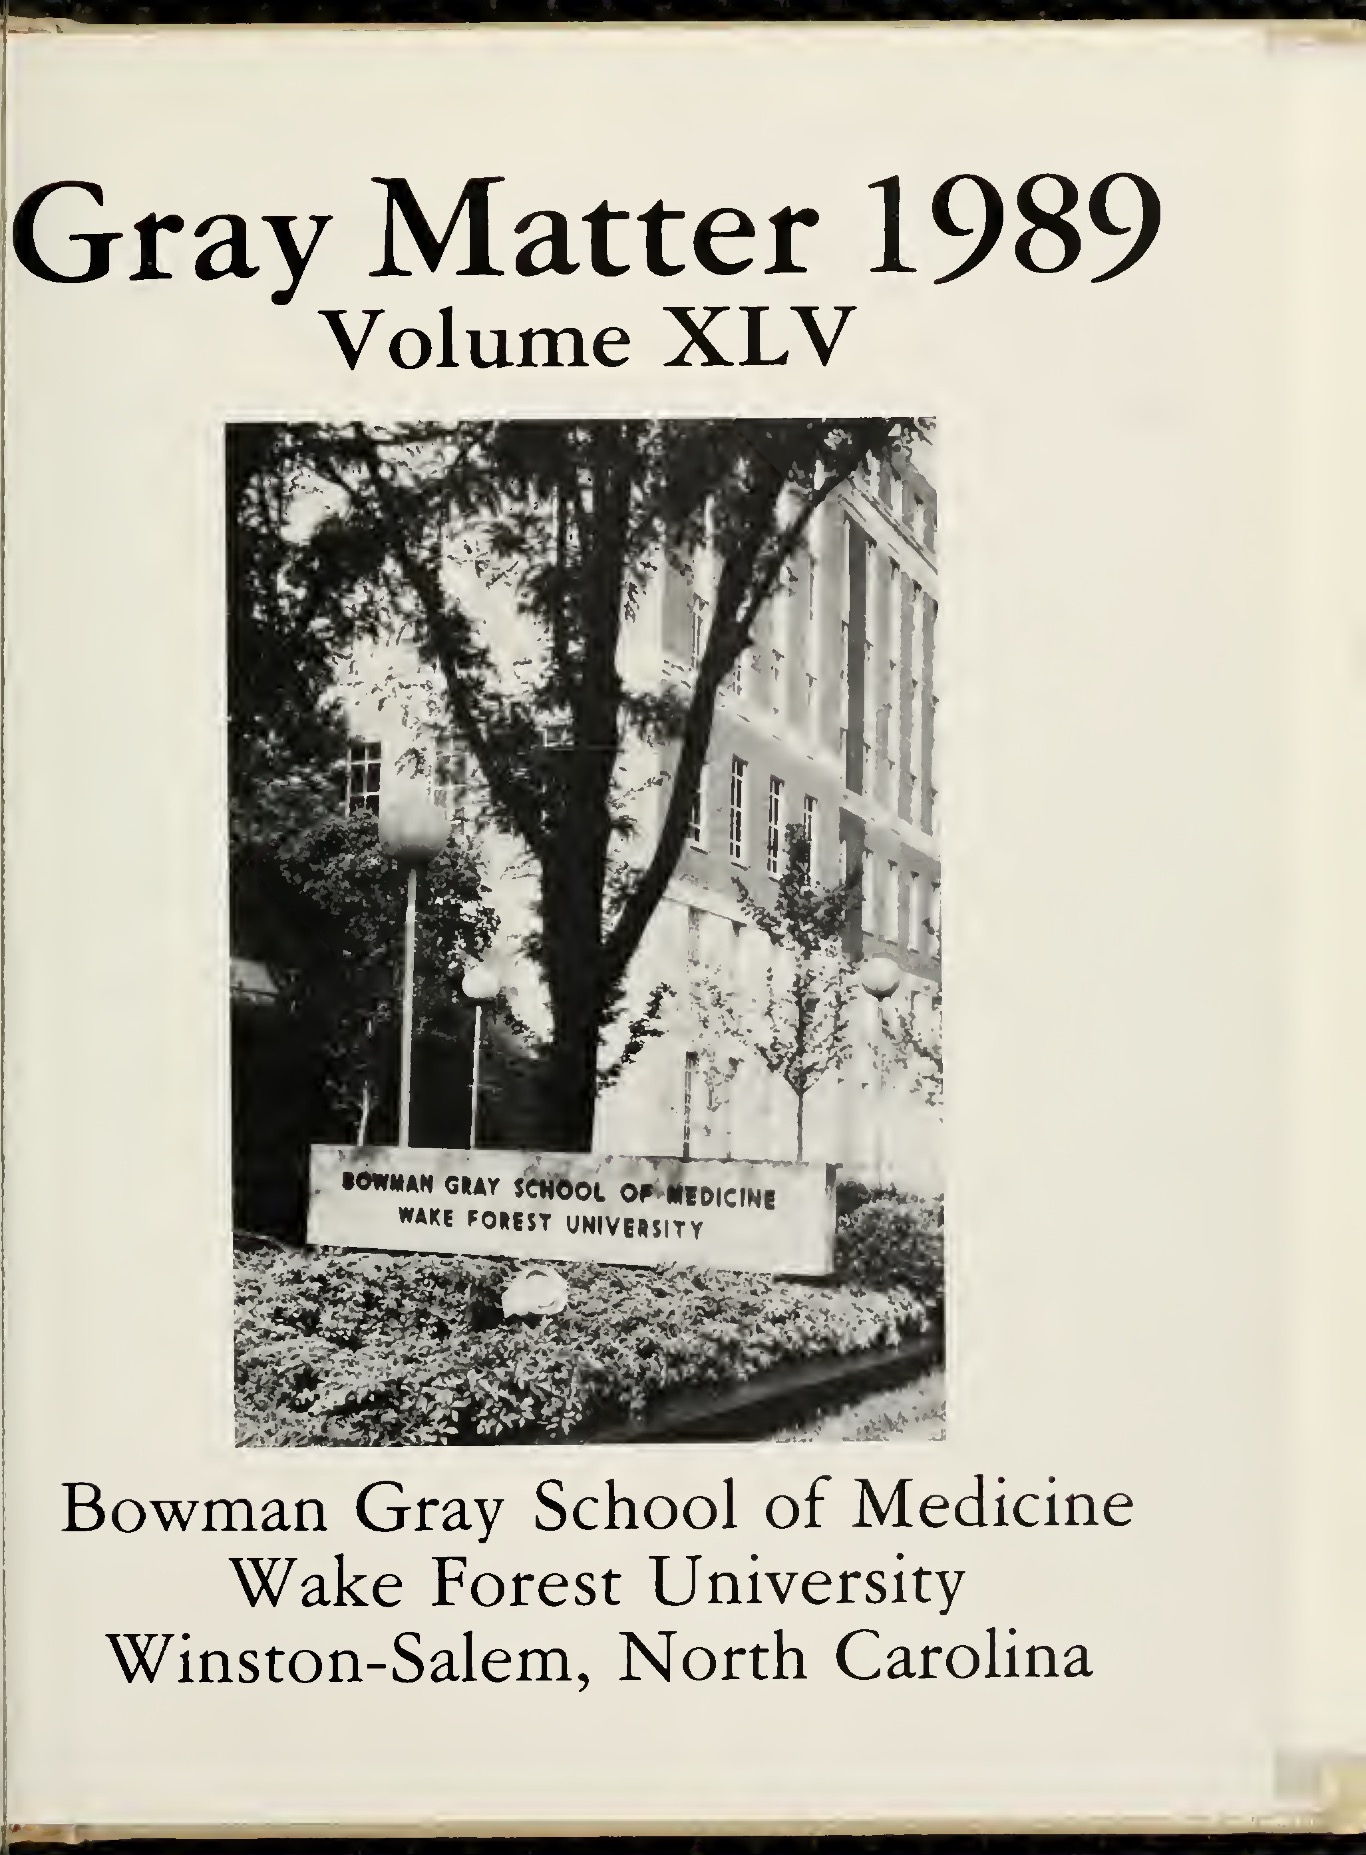 Gray Matter 1989
Volume XLV
BOWMAN GRAY SCHOOL OF MEDICINE
WAKE FOREST UNIVERSITY
Bowman Gray School of Medicine
Wake Forest University
Winston-Salem, North Carolina